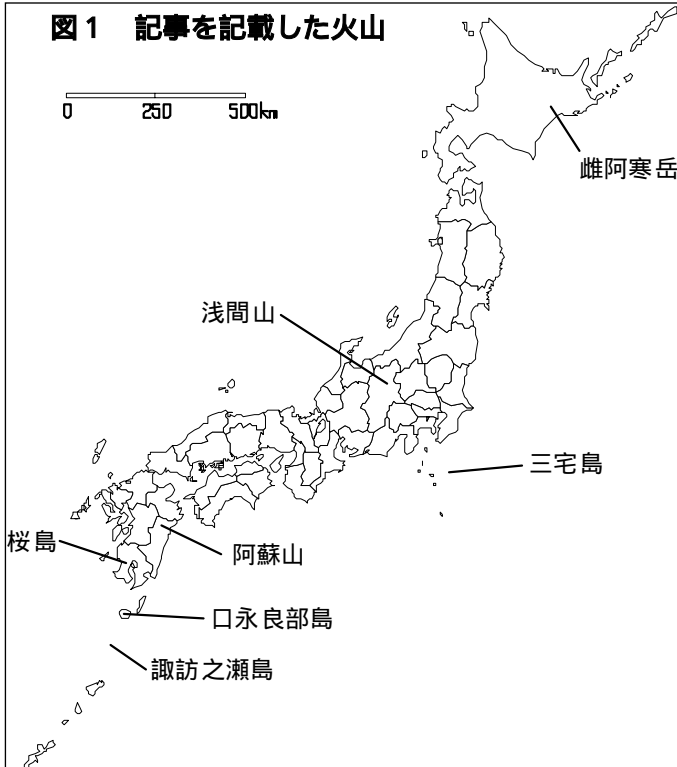 図1 記事を記載した火山
0 250 500km
雌阿寒岳
浅間山
三宅島
桜島
阿蘇山
口永良部島
諏訪之瀬島